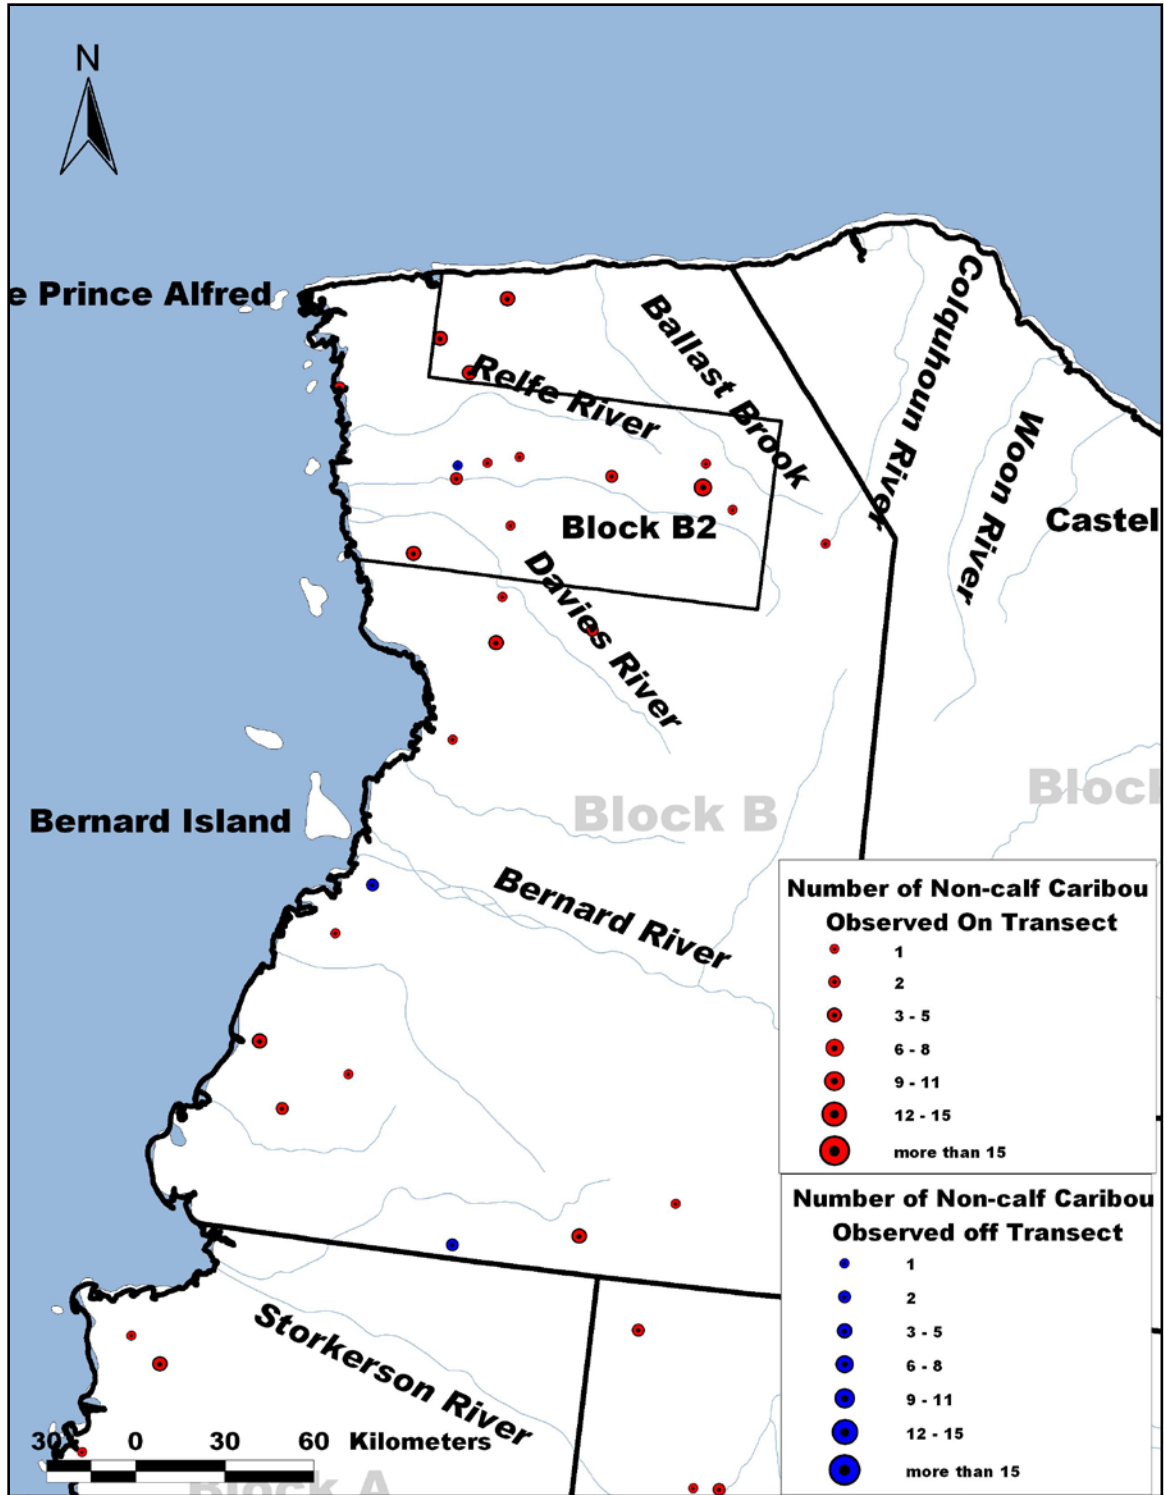 N
e Prince Alfred
Relfe River
Ballast Brook
Colquhoun River
Woon River
Castel
Block B2
Davies River
Block B
Block
Bernard Island
Bernard River
Number of Non-calf Caribou
Observed On Transect
1
2
3 - 5
6 - 8
9 - 11
12 - 15
more than 15
Number of Non-calf Caribou
Observed off Transect
1
2
3 - 5
6 - 8
9 - 11
12 - 15
more than 15
Storkerson River
30 0 30 60 Kilometers
Block A